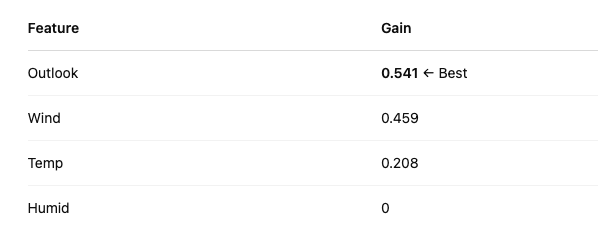 Feature Gain
Outlook 0.541 ← Best
Wind 0.459
Temp 0.208
Humid 0